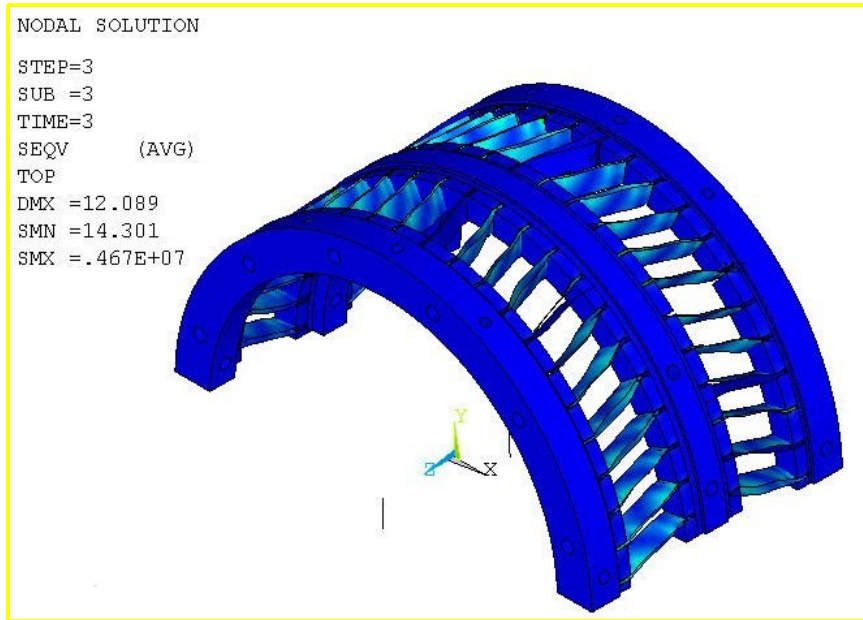 NODAL SOLUTION
STEP=3
SUB =3
TIME=3
SEQV (AVG)
TOP
DMX =12.089
SMN =14.301
SMX =.467E+07
Y
Z X